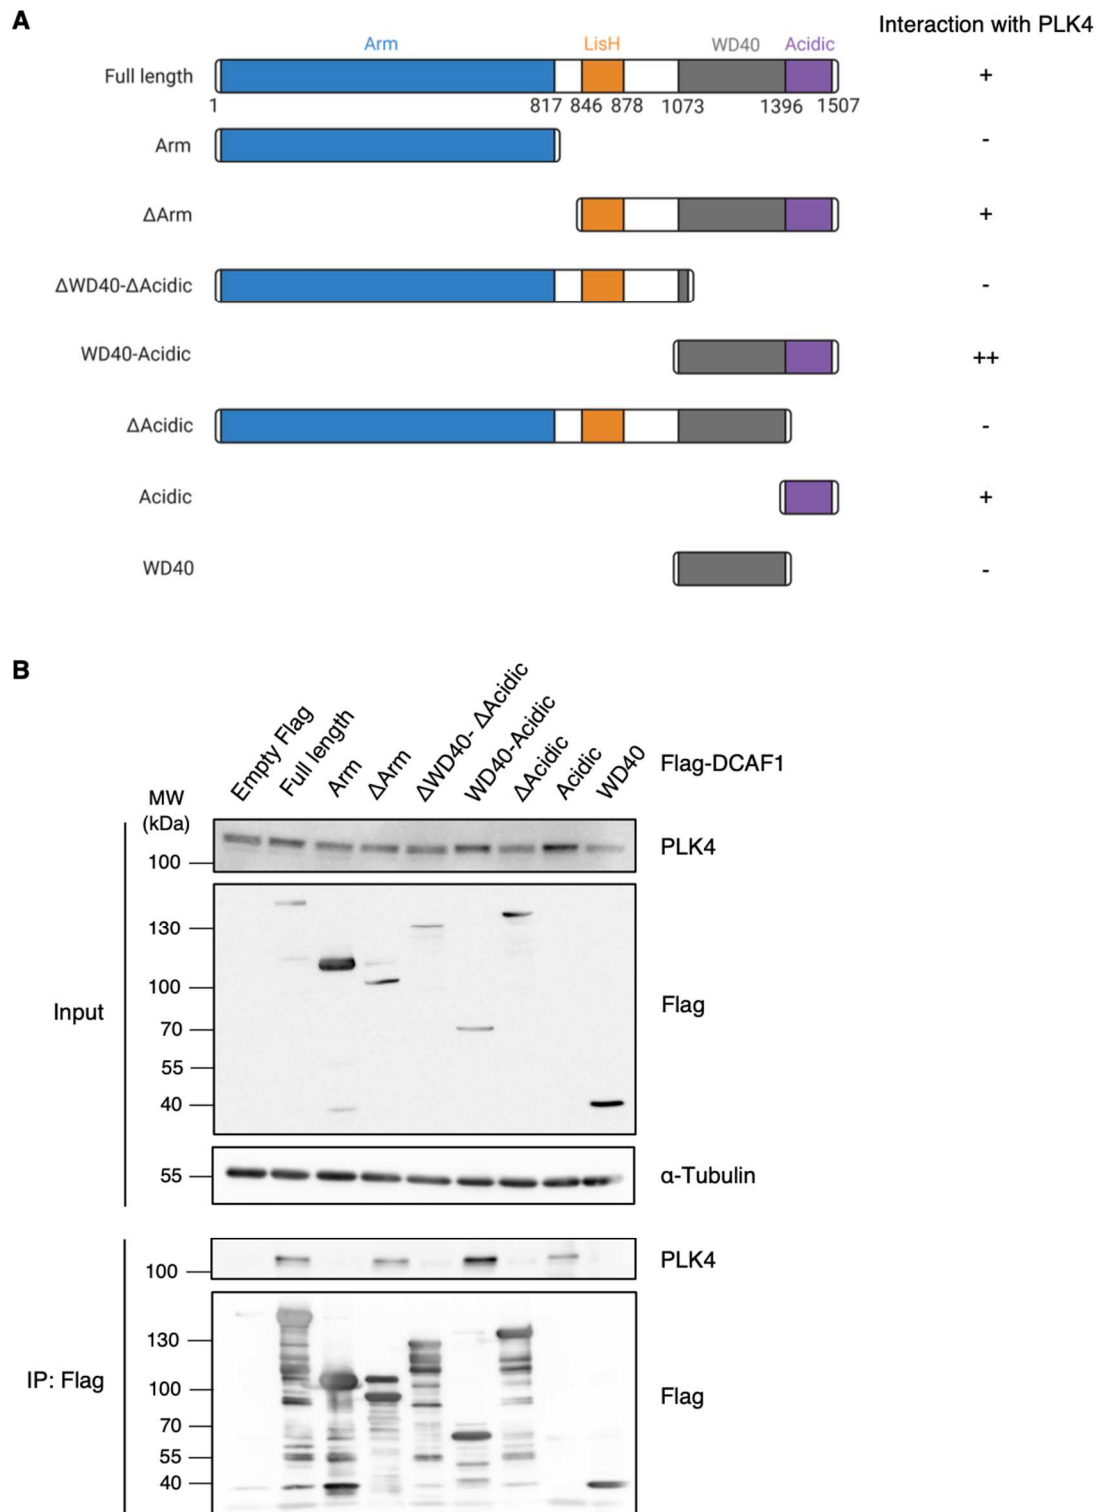 A
Interaction with PLK4
Arm LisH WD40 Acidic
Full length +
1 817 846 878 1073 1396 1507
Arm -
ΔArm +
ΔWD40-ΔAcidic -
WD40-Acidic ++
ΔAcidic -
Acidic +
WD40 -
B
Empty Flag
Full length
Arm
ΔArm
ΔWD40- ΔAcidic
WD40-Acidic
ΔAcidic
Acidic
WD40
Flag-DCAF1
MW
(kDa)
100
PLK4
Input
130
100
70
55
40
Flag
55
α-Tubulin
100
PLK4
IP: Flag
130
100
70
55
40
Flag